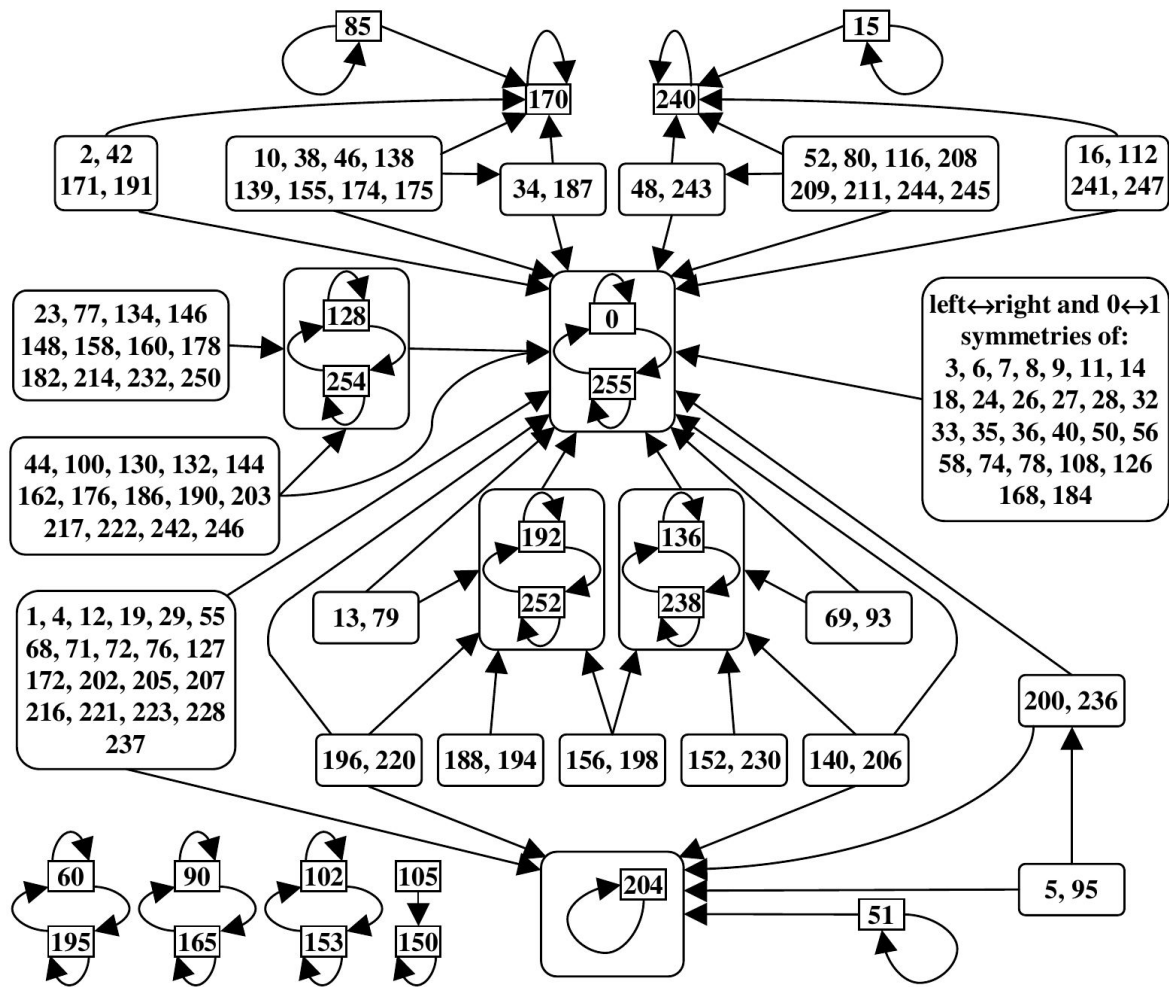 85
15
170
240
2, 42
171, 191
10, 38, 46, 138
139, 155, 174, 175
34, 187
48, 243
52, 80, 116, 208
209, 211, 244, 245
16, 112
241, 247
23, 77, 134, 146
148, 158, 160, 178
182, 214, 232, 250
128
254
0
255
left↔right and 0↔1
symmetries of:
3, 6, 7, 8, 9, 11, 14
18, 24, 26, 27, 28, 32
33, 35, 36, 40, 50, 56
58, 74, 78, 108, 126
168, 184
44, 100, 130, 132, 144
162, 176, 186, 190, 203
217, 222, 242, 246
192
252
136
238
13, 79
69, 93
1, 4, 12, 19, 29, 55
68, 71, 72, 76, 127
172, 202, 205, 207
216, 221, 223, 228
237
200, 236
196, 220
188, 194
156, 198
152, 230
140, 206
60
195
90
165
102
153
105
150
204
5, 95
51